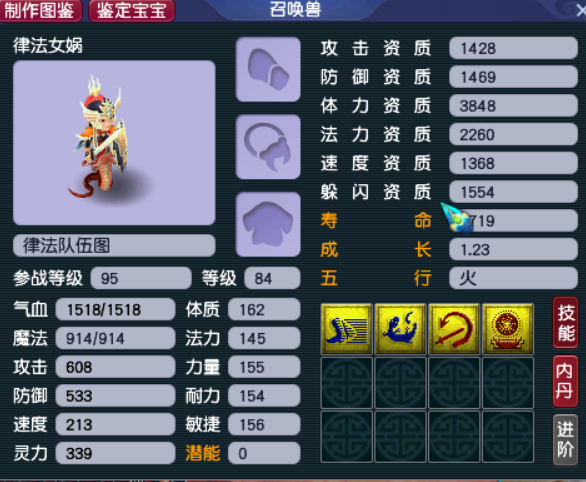 制作图鉴 鉴定宝宝 召唤兽
律法女娲
律法队伍图
参战等级 95 等级 84
气血 1518/1518 体质 162
魔法 914/914 法力 145
攻击 608 力量 155
防御 533 耐力 154
速度 213 敏捷 156
灵力 339 潜能 0
攻击资质 1428
防御资质 1469
体力资质 3848
法力资质 2260
速度资质 1368
躲闪资质 1554
寿命 719
成长 1.23
五行 火
技能
内丹
进阶